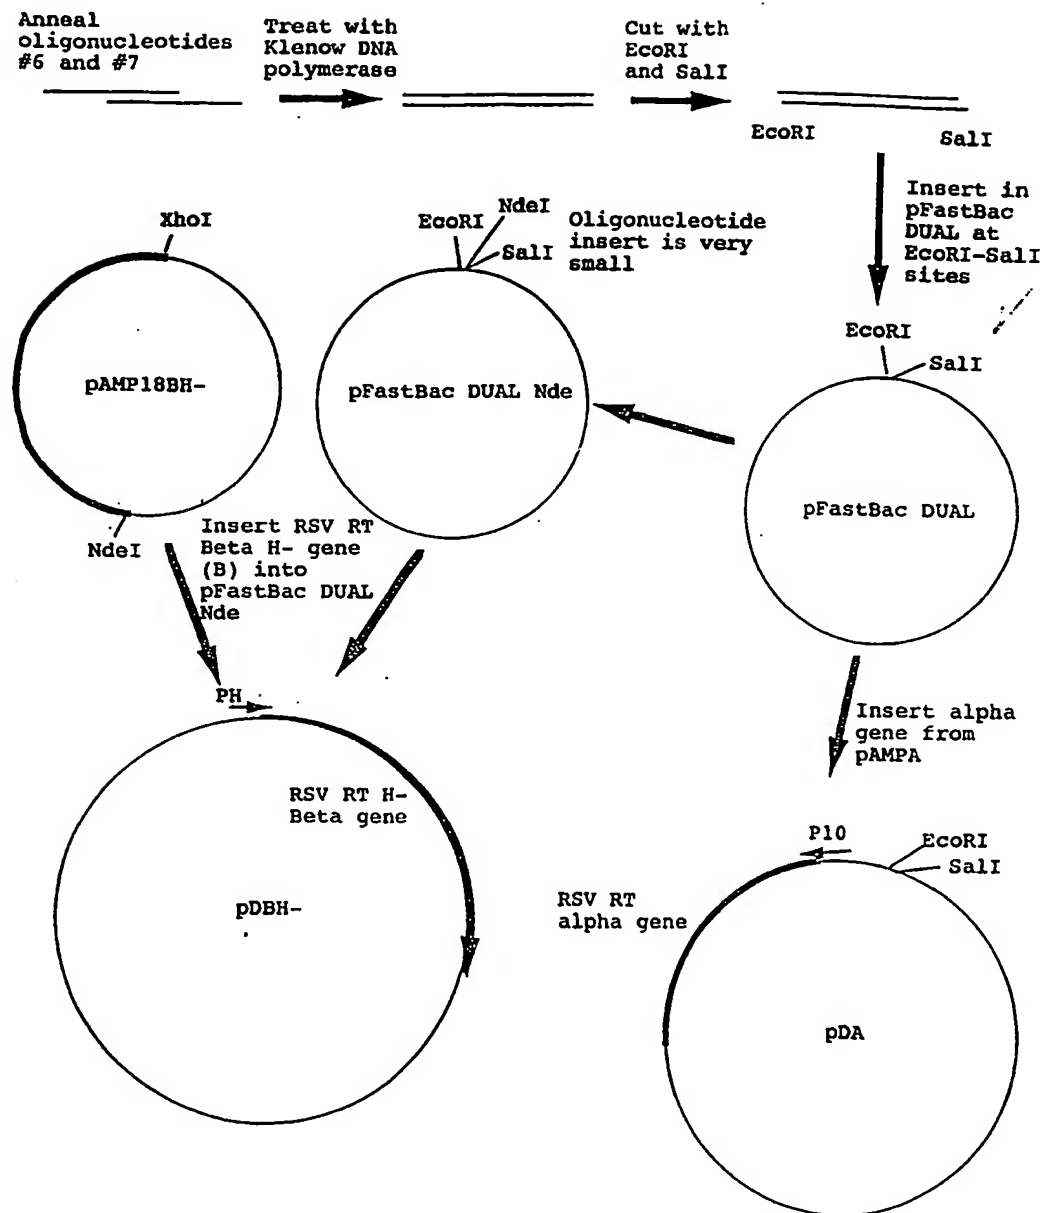 Anneal
oligonucleotides
#6 and #7
Treat with
Klenow DNA
polymerase
Cut with
EcoRI
and SalI
EcoRI
SalI
Insert in
pFastBac
DUAL at
EcoRI-SalI
sites
XhoI
pAMP18BH-
NdeI
EcoRI
NdeI
SalI
Oligonucleotide
insert is very
small
pFastBac DUAL Nde
EcoRI
SalI
pFastBac DUAL
Insert RSV RT
Beta H- gene
(B) into
pFastBac DUAL
Nde
Insert alpha
gene from
pAMPA
PH
RSV RT H-
Beta gene
pDBH-
P10
EcoRI
SalI
RSV RT
alpha gene
pDA